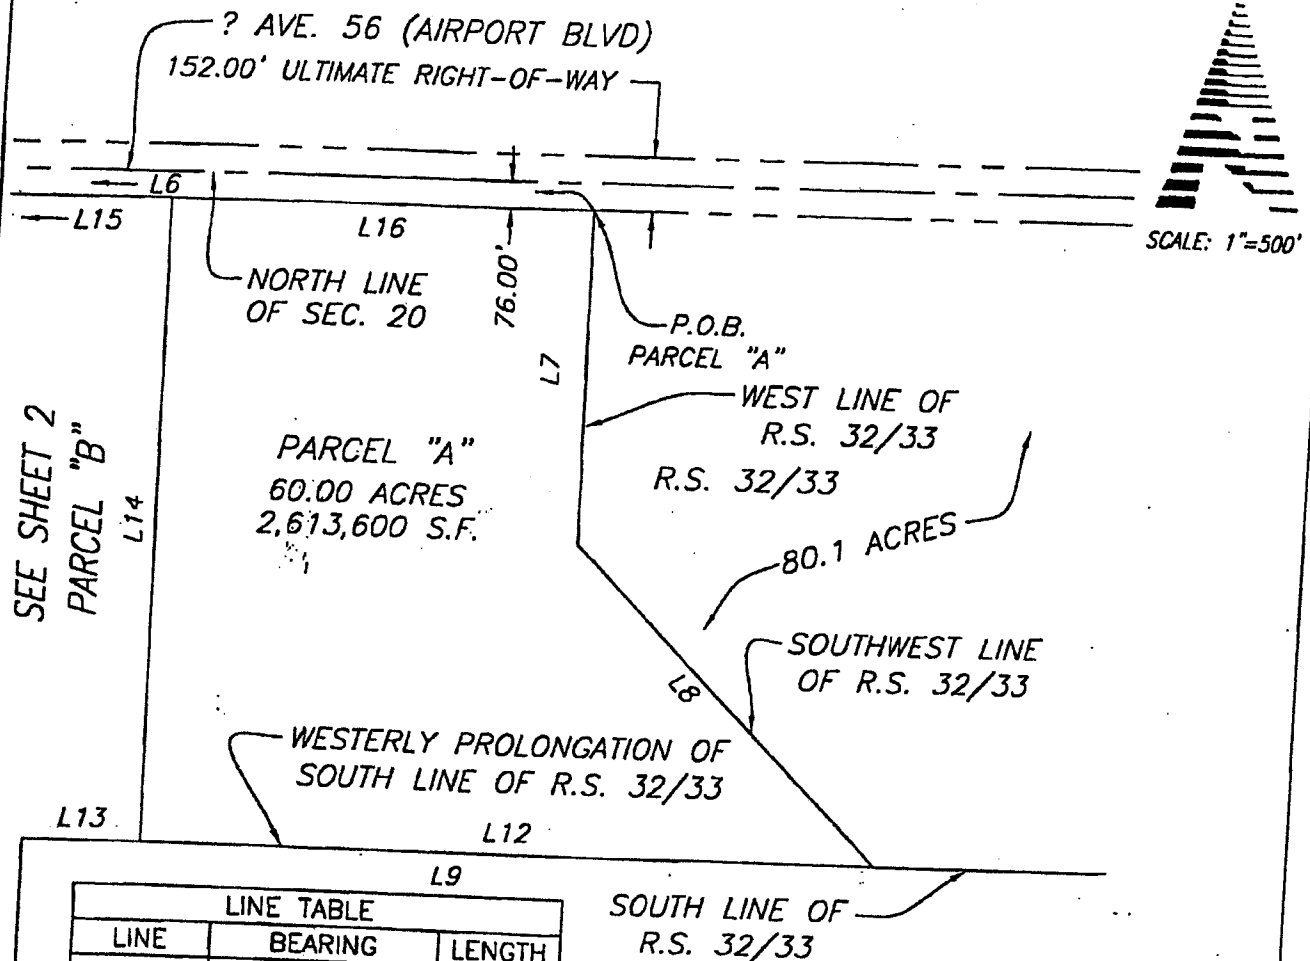 ? AVE. 56 (AIRPORT BLVD)
152.00' ULTIMATE RIGHT-OF-WAY
L6
L15
L16
SCALE: 1"=500'
NORTH LINE
OF SEC. 20
76.00'
P.O.B.
PARCEL "A"
L7
WEST LINE OF
R.S. 32/33
R.S. 32/33
PARCEL "A"
60.00 ACRES
2,613,600 S.F.
SEE SHEET 2
PARCEL "B"
L14
80.1 ACRES
SOUTHWEST LINE
OF R.S. 32/33
L8
WESTERLY PROLONGATION OF
SOUTH LINE OF R.S. 32/33
L13
L12
L9
LINE TABLE
LINE BEARING LENGTH
SOUTH LINE OF
R.S. 32/33